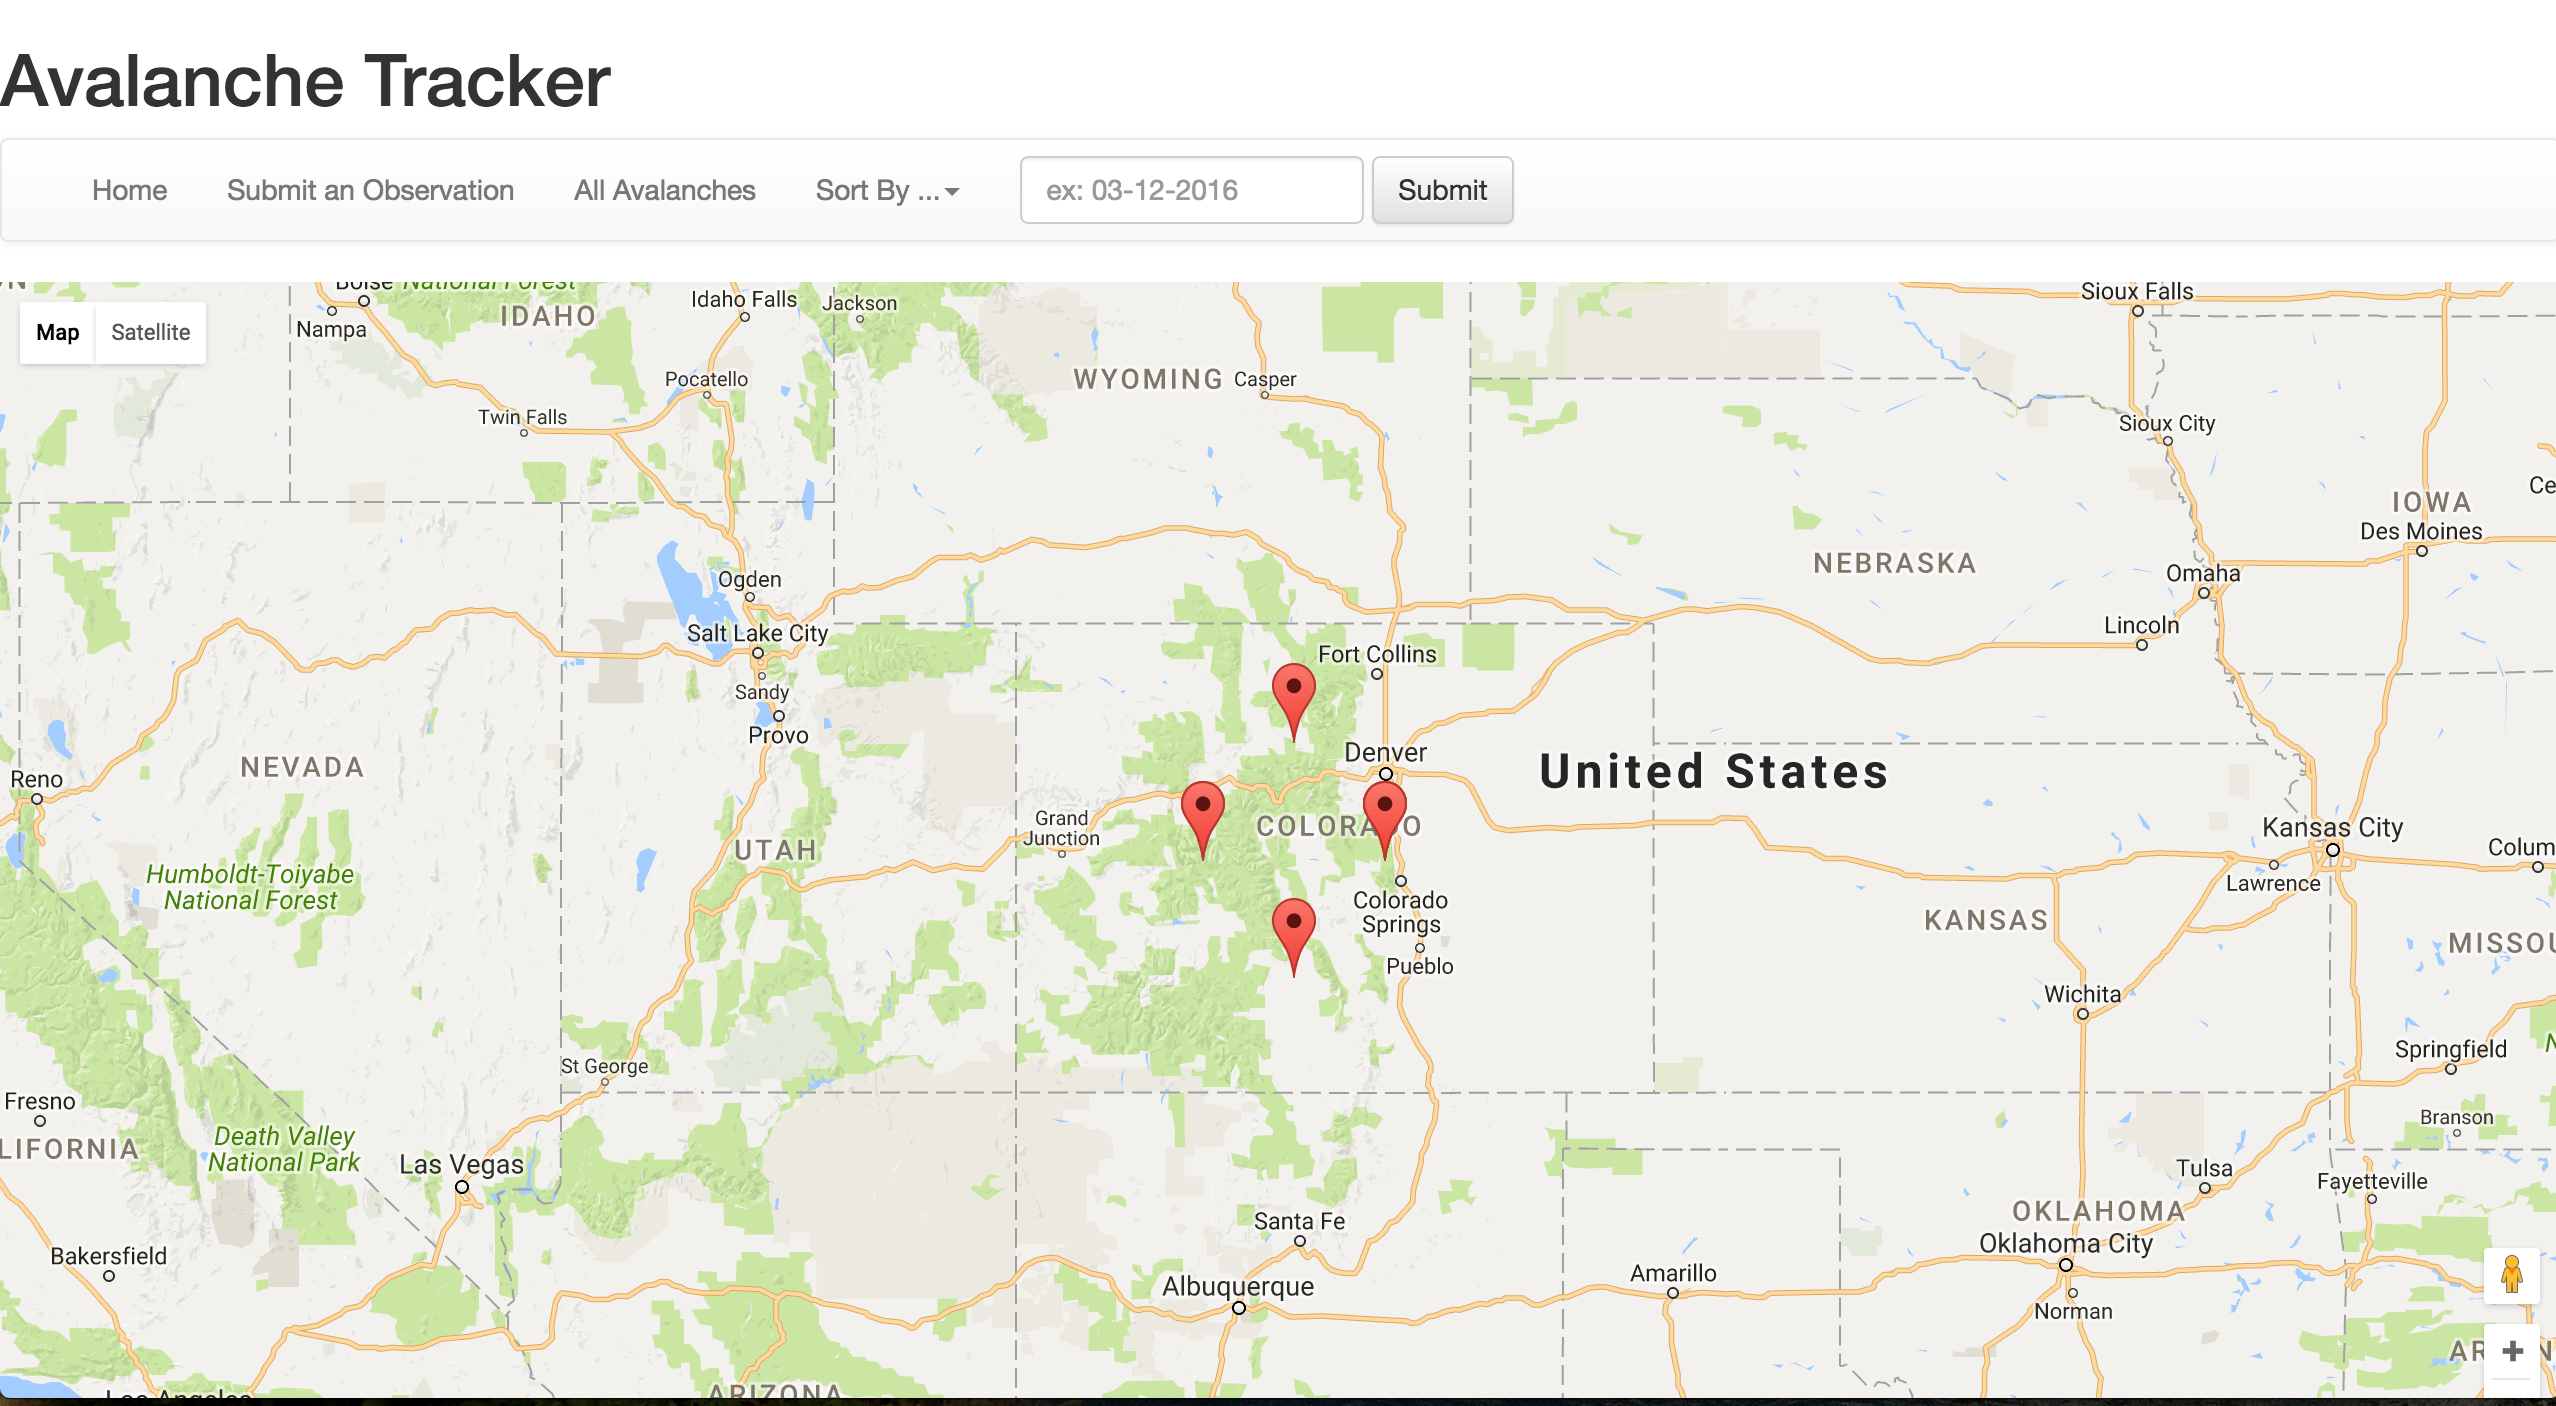 Avalanche Tracker
Home Submit an Observation All Avalanches Sort By ... ex: 03-12-2016 Submit
Map Satellite
Boise National Forest
Nampa
IDAHO
Idaho Falls
Jackson
Pocatello
Twin Falls
WYOMING
Casper
Sioux Falls
Sioux City
IOWA
Des Moines
Ce
NEBRASKA
Omaha
Lincoln
Ogden
Salt Lake City
Sandy
Provo
Fort Collins
Denver
United States
NEVADA
Reno
UTAH
Grand
Junction
COLORADO
Colorado
Springs
Pueblo
Kansas City
Lawrence
Colum
KANSAS
MISSOU
Wichita
Springfield
Branson
N
Humboldt-Toiyabe
National Forest
St George
Fresno
LIFORNIA
Death Valley
National Park
Las Vegas
Bakersfield
Los Angeles
ARIZONA
Santa Fe
Albuquerque
Amarillo
Tulsa
Fayetteville
OKLAHOMA
Oklahoma City
Norman
AR
N
+